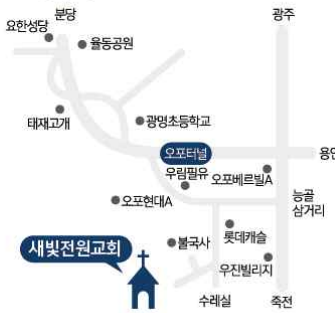 분당
광주
요한성당
율동공원
태재고개
광명초등학교
오포터널
용인
우림필유
오포베르빌A
오포현대A
능골
삼거리
불국사
롯데캐슬
새빛전원교회
우진빌리지
수레실
죽전